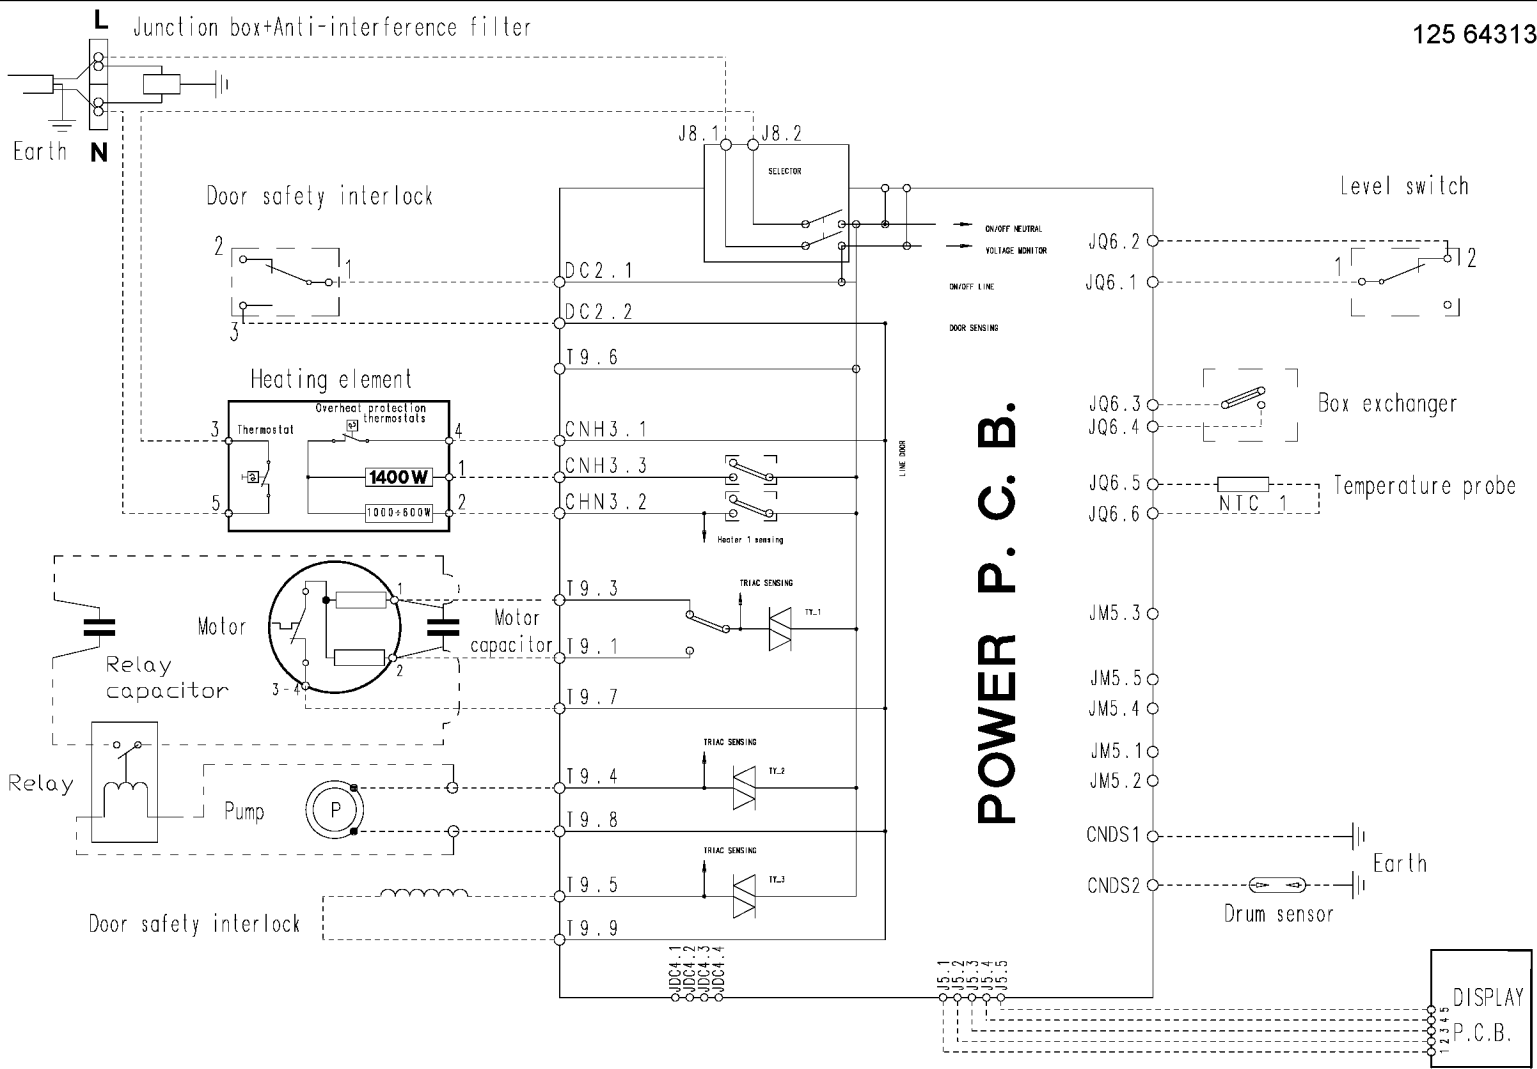 L Junction box+Anti-interference filter
125 64313
Earth N
J8.1 J8.2
SELECTOR
Door safety interlock
Level switch
ON/OFF NEUTRAL
VOLTAGE MONITOR
JQ6.2
2
1
1
2
DC2.1
ON/OFF LINE
JQ6.1
3
DC2.2
DOOR SENSING
T9.6
Heating element
Overheat protection
thermostats
3 Thermostat
4
CNH3.1
JQ6.3
JQ6.4
Box exchanger
1400W
1
CNH3.3
LINE DOOR
JQ6.5
NTC 1
Temperature probe
5
1000÷600W
2
CHN3.2
JQ6.6
Heater 1 sensing
POWER P. C. B.
T9.3
TRIAC SENSING
TY_1
JM5.3
Motor
1
2
3-4
Motor
capacitor
T9.1
Relay
capacitor
JM5.5
T9.7
JM5.4
TRIAC SENSING
JM5.1
Relay
T9.4
TY_2
JM5.2
Pump
P
T9.8
CNDS1
TRIAC SENSING
Earth
T9.5
TY_3
CNDS2
Drum sensor
Door safety interlock
T9.9
JDC4.1
JDC4.2
JDC4.3
JDC4.4
J5.1
J5.2
J5.3
J5.4
J5.5
DISPLAY
P.C.B.
1 2 3 4 5